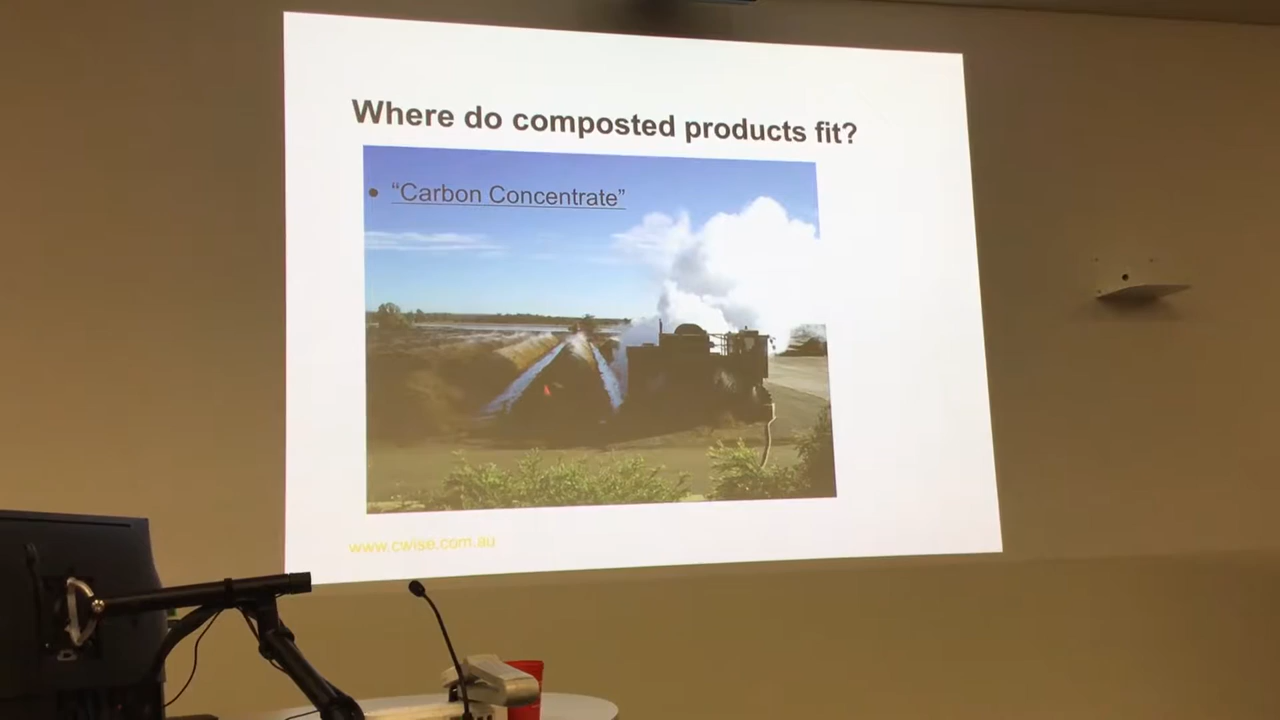 Where do composted products fit?
• “Carbon Concentrate”
www.cwise.com.au